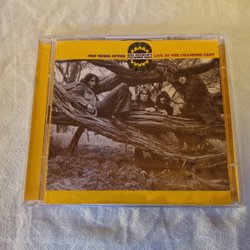 TEN YEARS AFTER
LIVE AT THE FILLMORE EAST